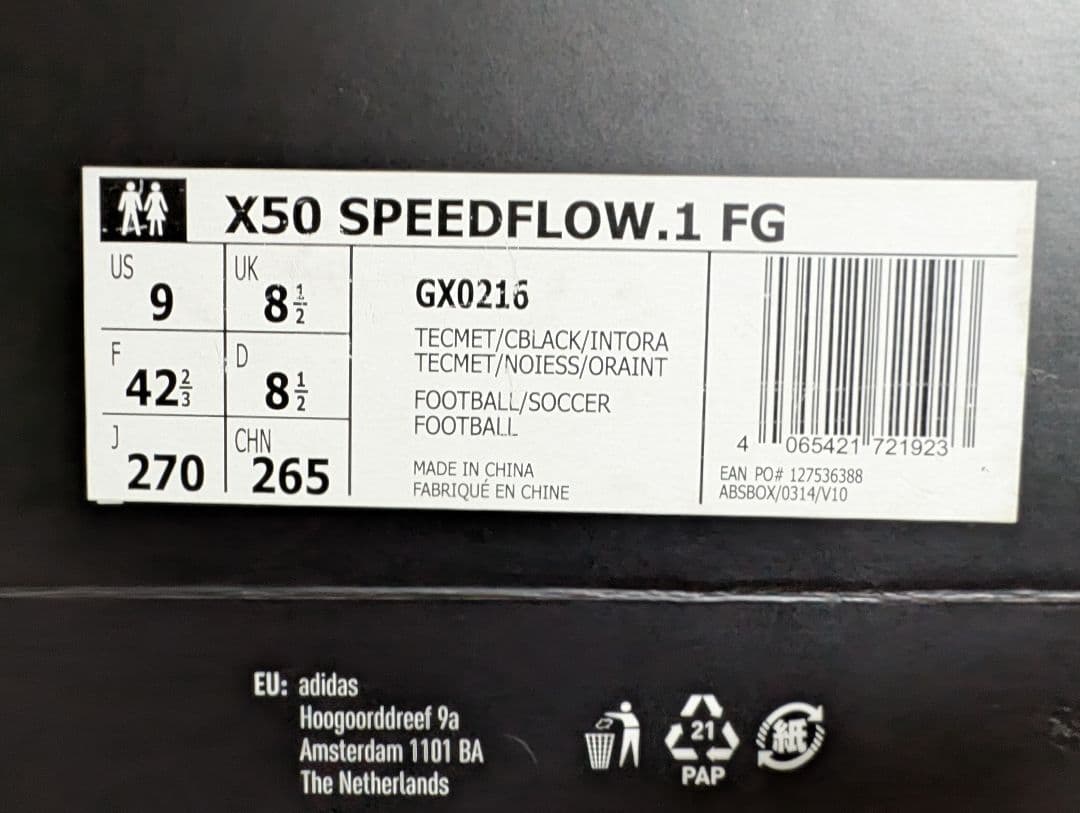 X50 SPEEDFLOW.1 FG
US 9
UK 8½
F 42⅔
D 8½
J 270
CHN 265
GX0216
TECMET/CBLACK/INTORA
TECMET/NOIESS/ORAINT
FOOTBALL/SOCCER
FOOTBALL
MADE IN CHINA
FABRIQUÉ EN CHINE
4 065421 721923
EAN PO# 127536388
ABSBOX/0314/V10
EU: adidas
Hoogoorddreef 9a
Amsterdam 1101 BA
The Netherlands
21
PAP
紙